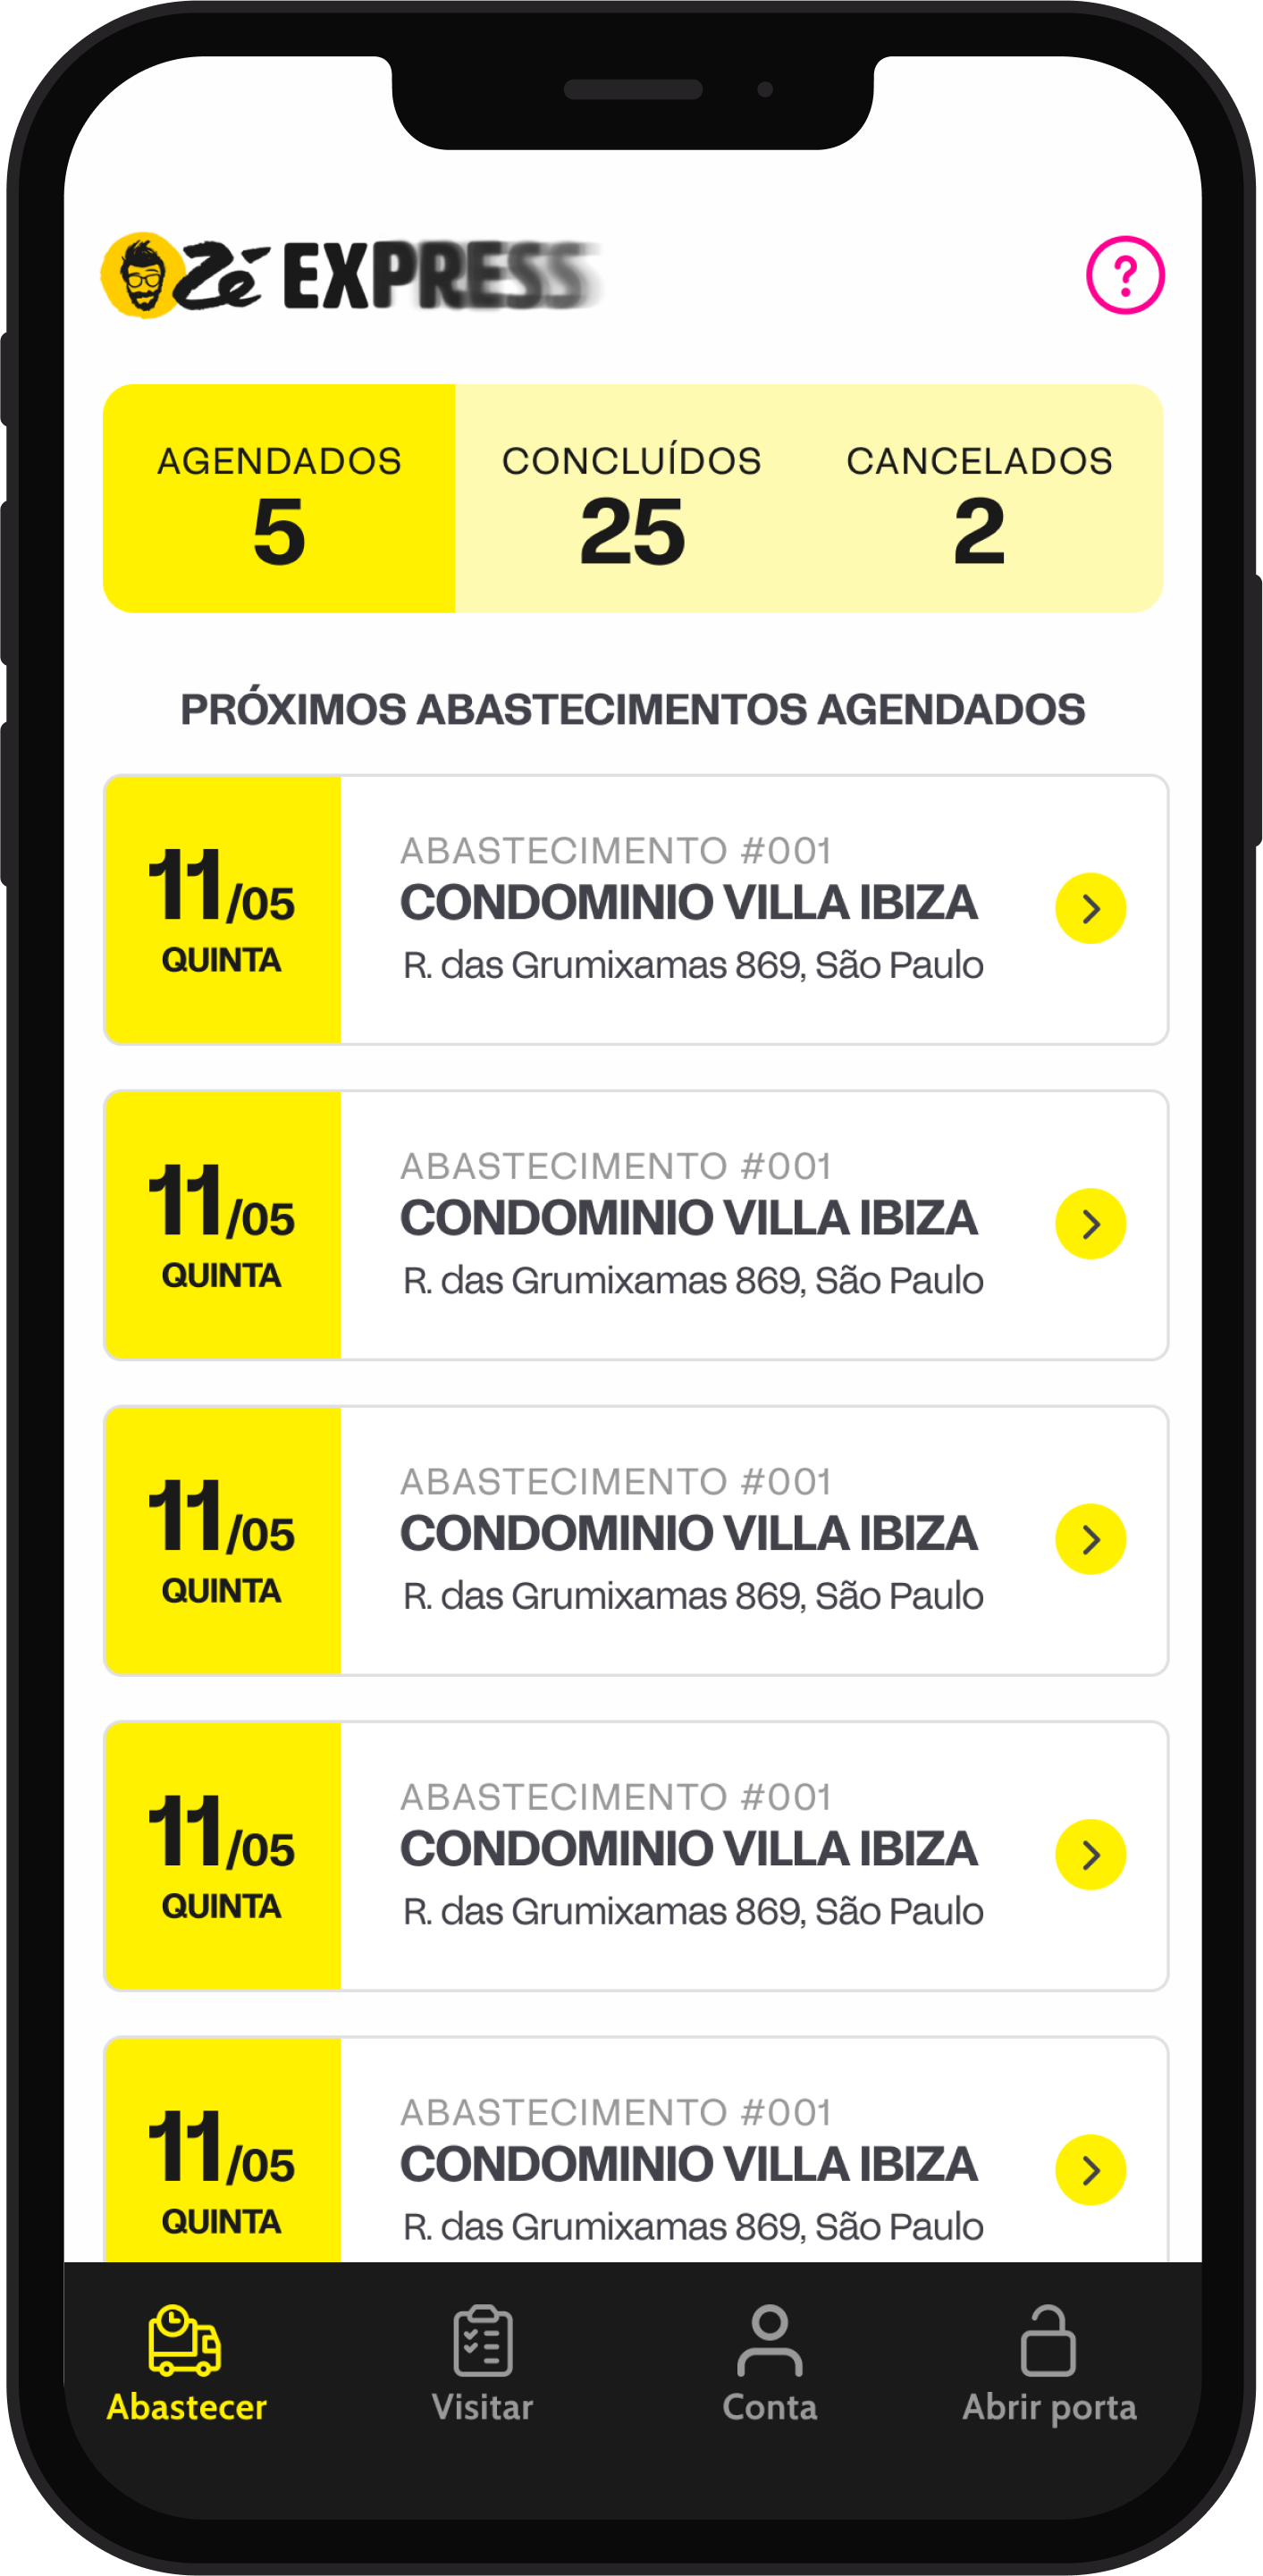 Zé EXPRESS
?
AGENDADOS
5
CONCLUÍDOS
25
CANCELADOS
2
PRÓXIMOS ABASTECIMENTOS AGENDADOS
11/05
QUINTA
ABASTECIMENTO #001
CONDOMINIO VILLA IBIZA
R. das Grumixamas 869, São Paulo
11/05
QUINTA
ABASTECIMENTO #001
CONDOMINIO VILLA IBIZA
R. das Grumixamas 869, São Paulo
11/05
QUINTA
ABASTECIMENTO #001
CONDOMINIO VILLA IBIZA
R. das Grumixamas 869, São Paulo
11/05
QUINTA
ABASTECIMENTO #001
CONDOMINIO VILLA IBIZA
R. das Grumixamas 869, São Paulo
11/05
QUINTA
ABASTECIMENTO #001
CONDOMINIO VILLA IBIZA
R. das Grumixamas 869, São Paulo
Abastecer
Visitar
Conta
Abrir porta